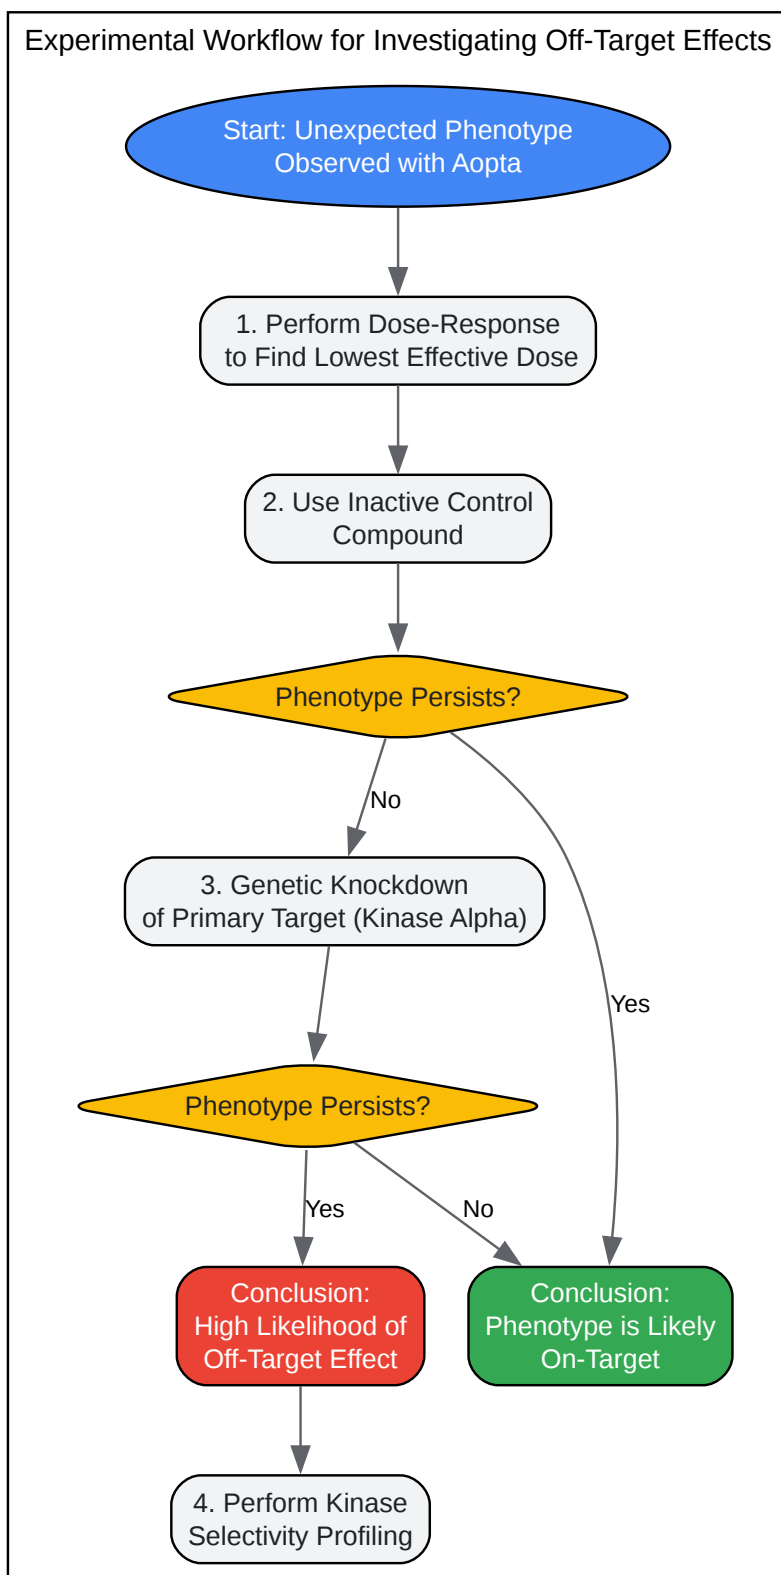 Experimental Workflow for Investigating Off-Target Effects
Start: Unexpected Phenotype
Observed with Aopta
1. Perform Dose-Response
to Find Lowest Effective Dose
2. Use Inactive Control
Compound
Phenotype Persists?
No
3. Genetic Knockdown
of Primary Target (Kinase Alpha)
Yes
Phenotype Persists?
Yes
No
Conclusion:
High Likelihood of
Off-Target Effect
Conclusion:
Phenotype is Likely
On-Target
4. Perform Kinase
Selectivity Profiling